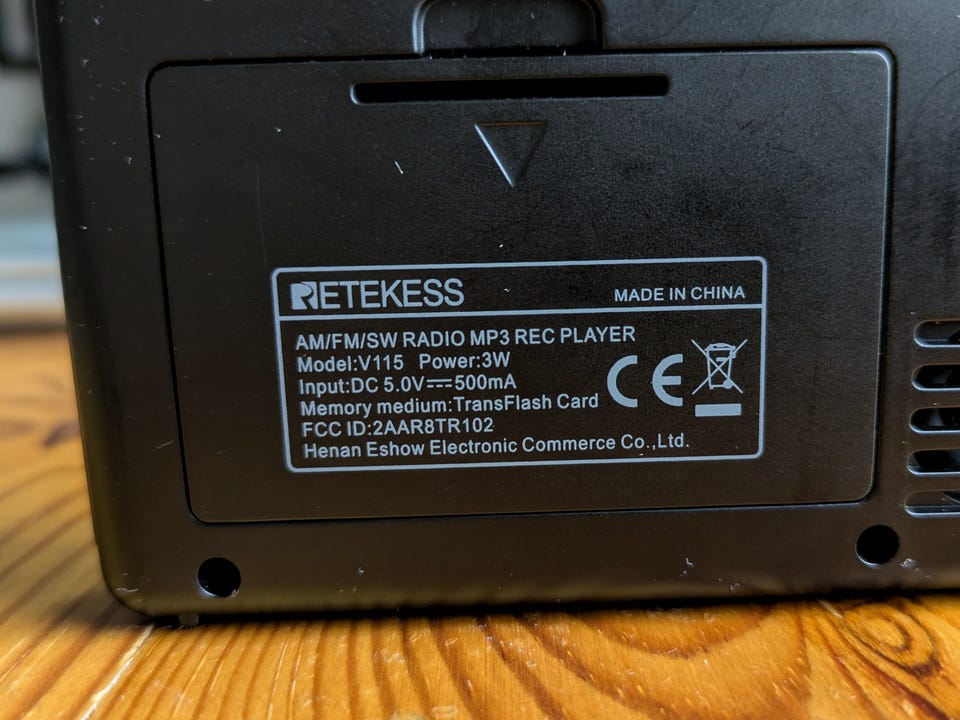 RETEKESS MADE IN CHINA
AM/FM/SW RADIO MP3 REC PLAYER
Model:V115 Power:3W
Input:DC 5.0V⎓500mA
Memory medium:TransFlash Card
FCC ID:2AAR8TR102
Henan Eshow Electronic Commerce Co.,Ltd.
CE